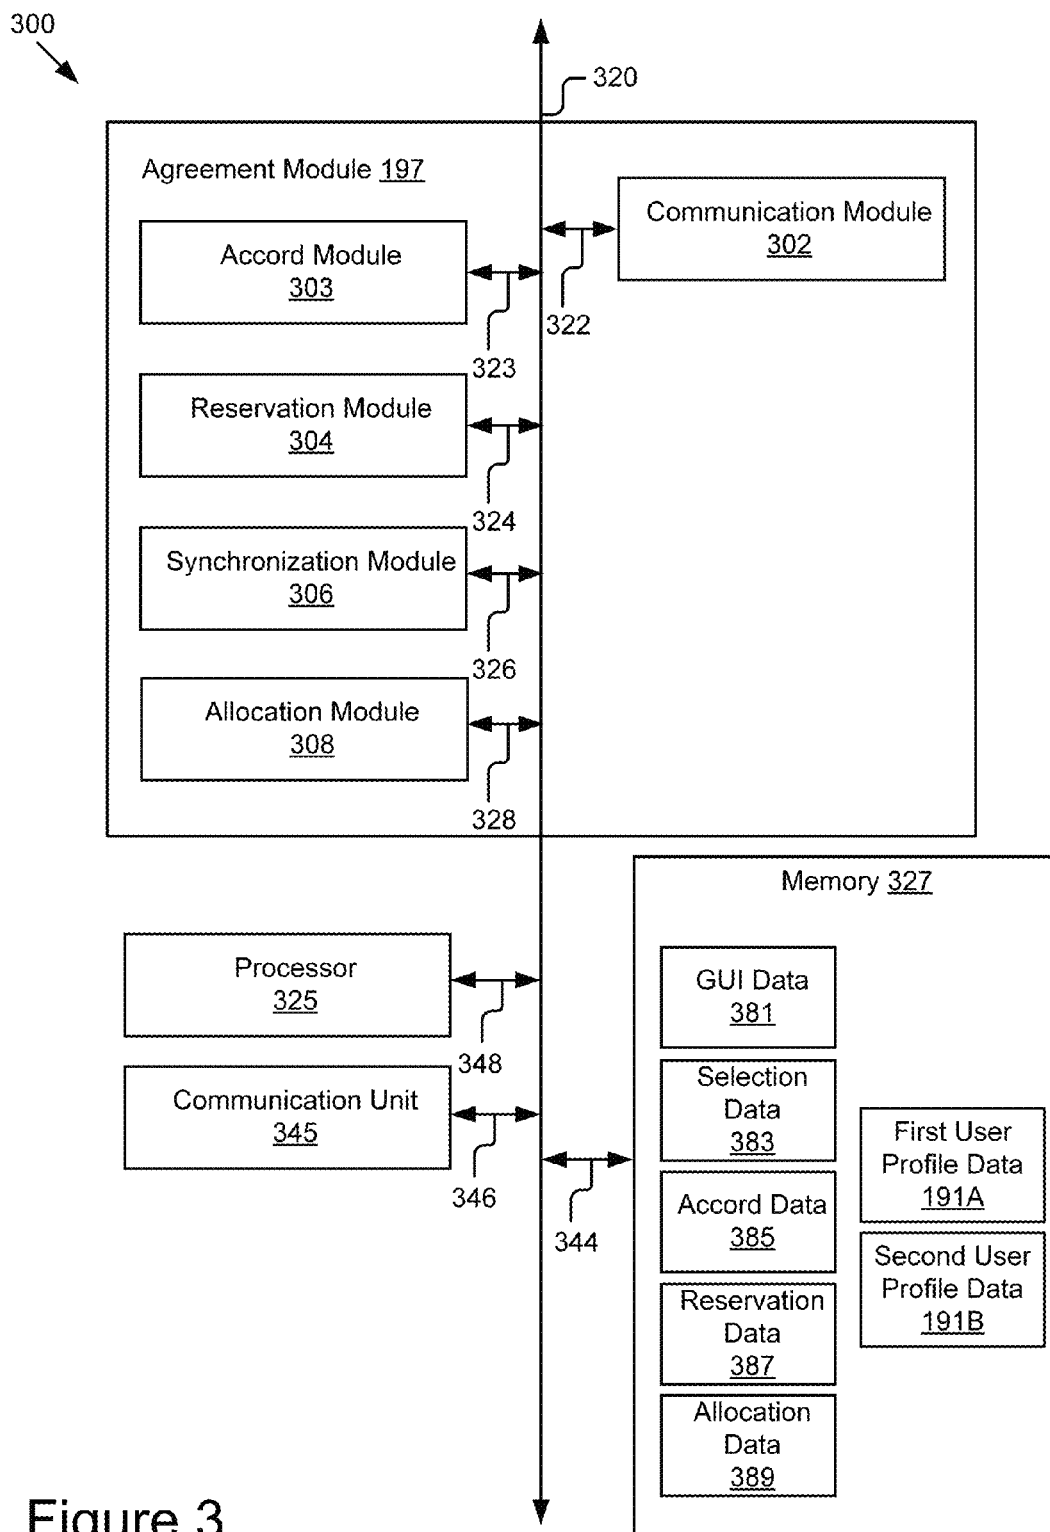 300
320
Agreement Module 197
Communication Module
302
322
Accord Module
303
323
Reservation Module
304
324
Synchronization Module
306
326
Allocation Module
308
328
Memory 327
Processor
325
348
Communication Unit
345
346
344
GUI Data
381
Selection
Data
383
Accord Data
385
Reservation
Data
387
Allocation
Data
389
First User
Profile Data
191A
Second User
Profile Data
191B
Figure 3